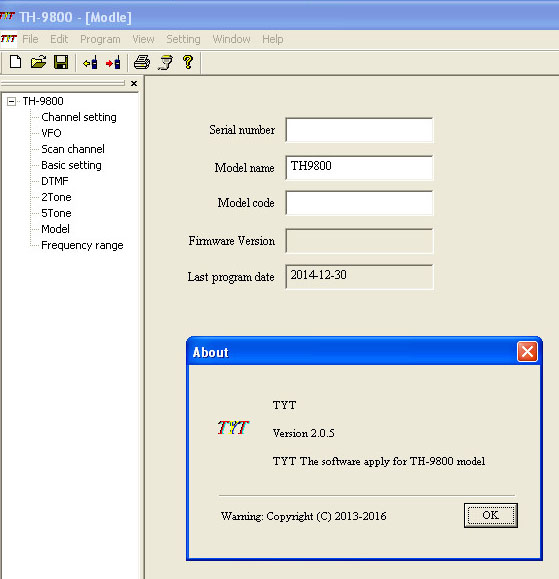 TYT TH-9800 - [Modle]
TYT File Edit Program View Setting Window Help
TH-9800
Channel setting
VFO
Scan channel
Basic setting
DTMF
2Tone
5Tone
Model
Frequency range
Serial number
Model name TH9800
Model code
Firmware Version
Last program date 2014-12-30
About
TYT
TYT
Version 2.0.5
TYT The software apply for TH-9800 model
Warning: Copyright (C) 2013-2016
OK